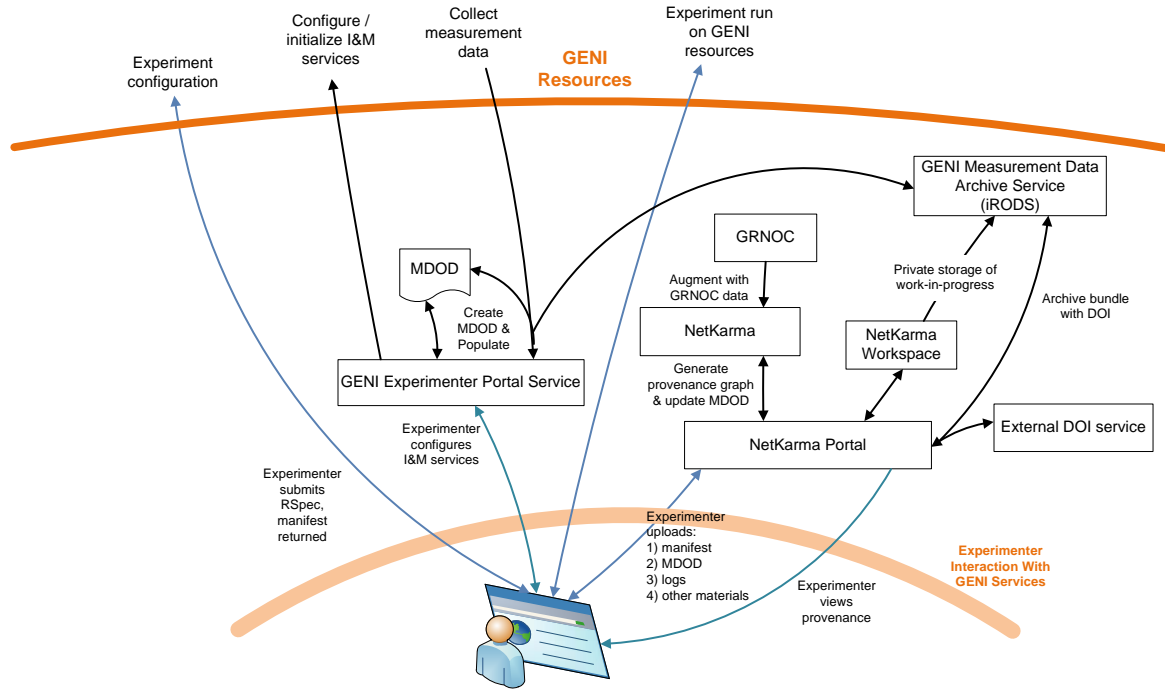 Configure /
initialize I&M
services
Collect
measurement
data
Experiment run
on GENI
resources
Experiment
configuration
GENI
Resources
GENI Measurement Data
Archive Service
(iRODS)
GRNOC
MDOD
Augment with
GRNOC data
Private storage of
work-in-progress
Archive bundle
with DOI
Create
MDOD &
Populate
NetKarma
NetKarma
Workspace
GENI Experimenter Portal Service
Generate
provenance graph
& update MDOD
External DOI service
NetKarma Portal
Experimenter
configures
I&M services
Experimenter
submits
RSpec,
manifest
returned
Experimenter
uploads:
1) manifest
2) MDOD
3) logs
4) other materials
Experimenter
views
provenance
Experimenter
Interaction With
GENI Services